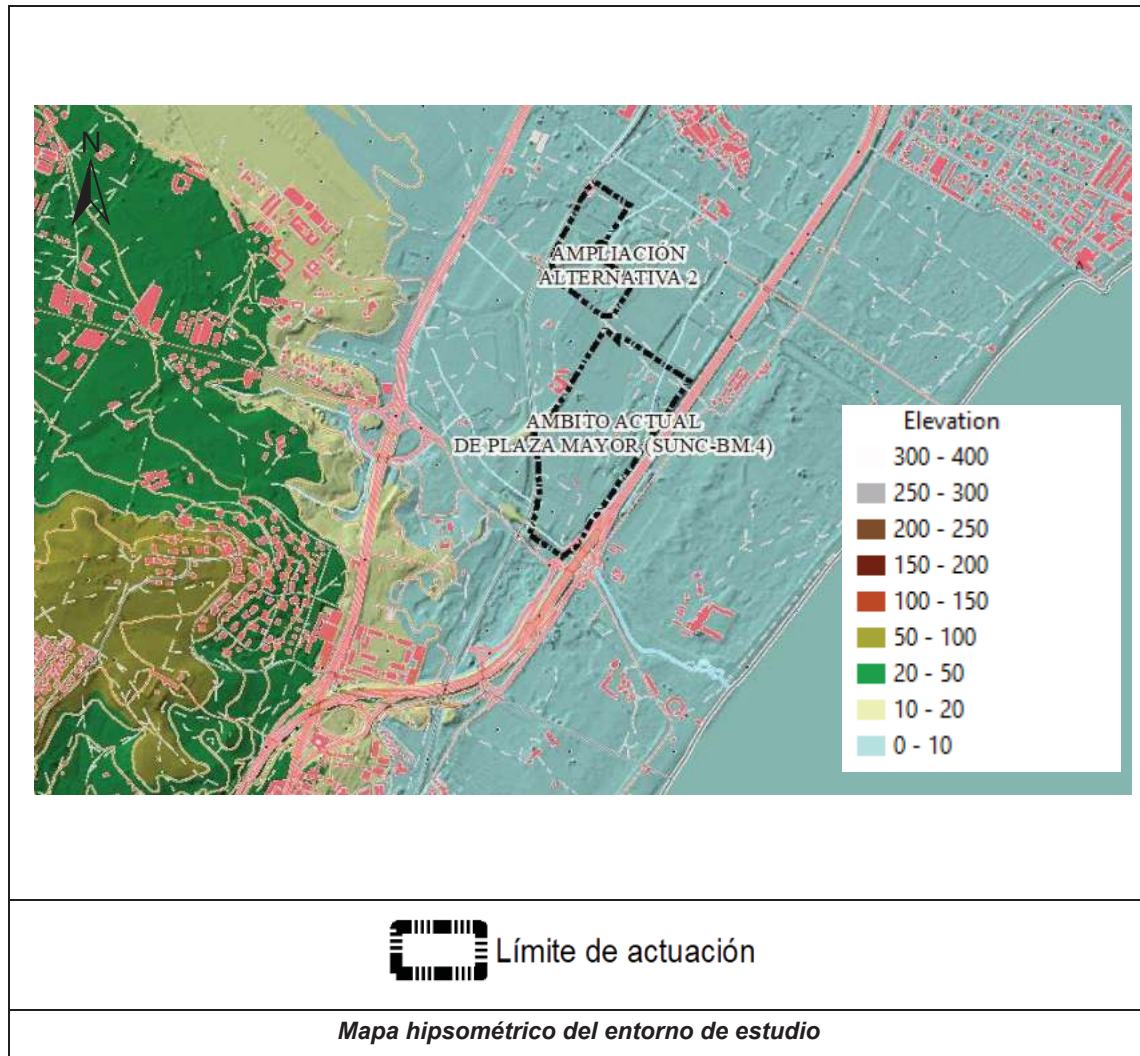 N
AMPLIACIÓN
ALTERNATIVA 2
AMBITO ACTUAL
DE PLAZA MAYOR (SUNC-BM.4)
Elevation
300 - 400
250 - 300
200 - 250
150 - 200
100 - 150
50 - 100
20 - 50
10 - 20
0 - 10
Límite de actuación
Mapa hipsométrico del entorno de estudio